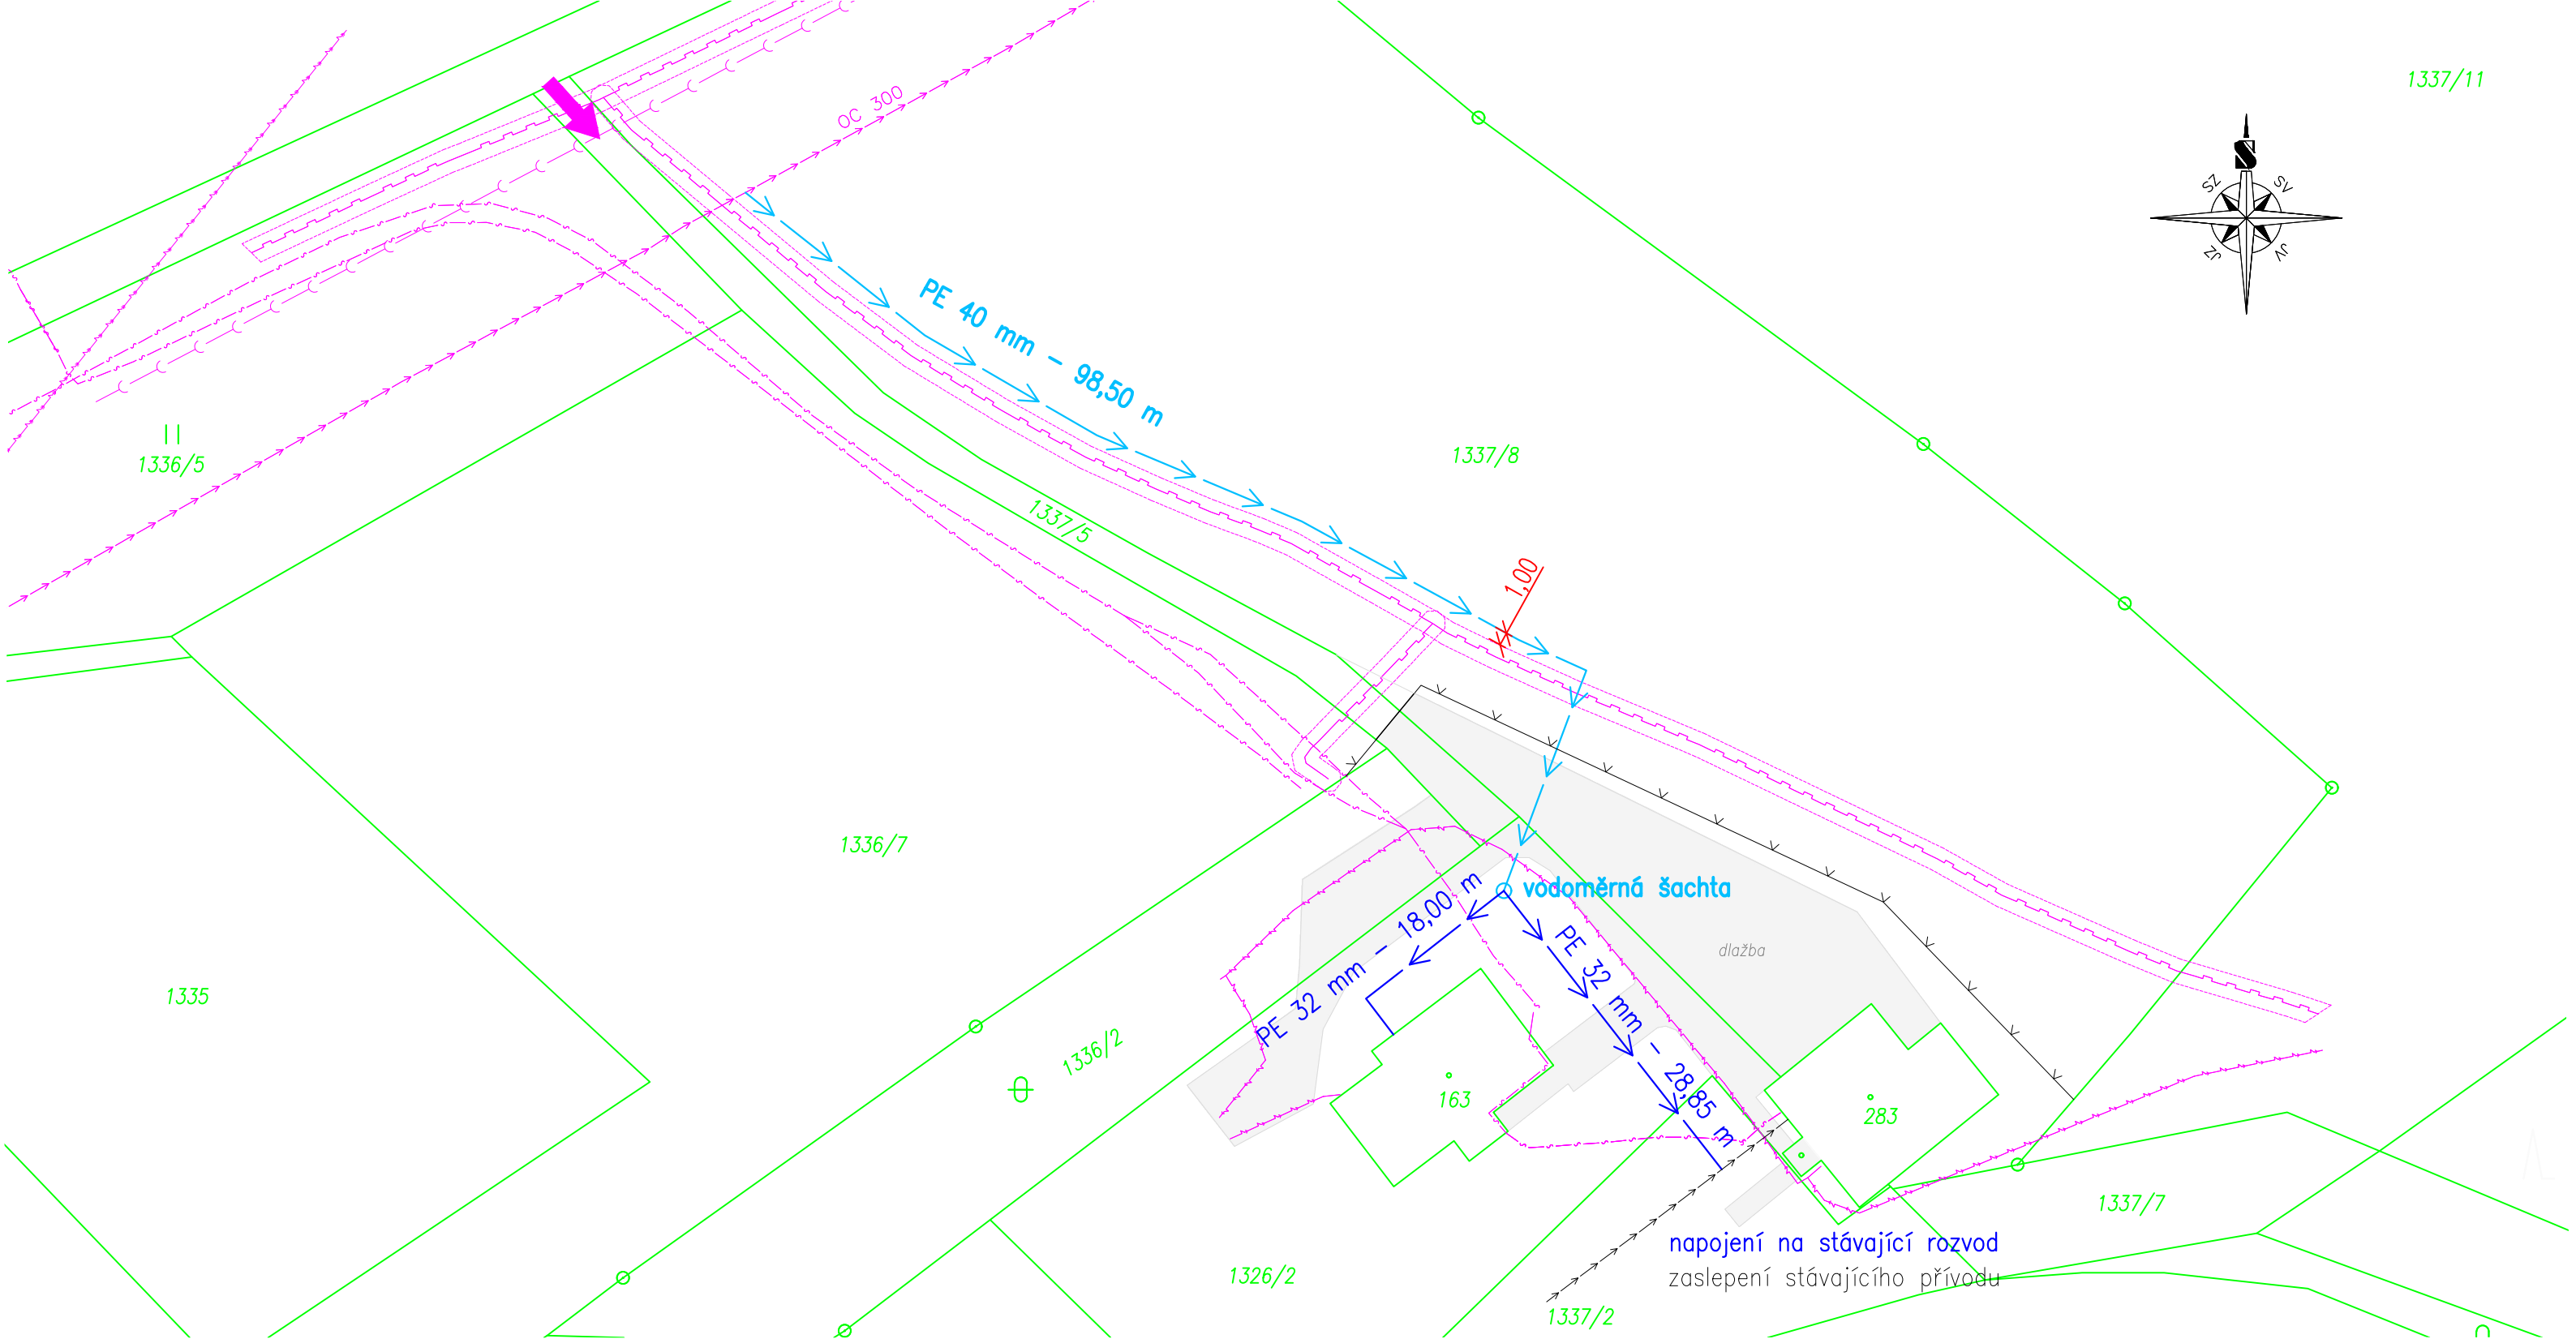 1337/11
S
SZ
SV
JZ
JV
OC 300
PE 40 mm - 98,50 m
1336/5
1337/8
1337/5
1,00
1336/7
vodoměrná šachta
PE 32 mm - 18,00 m
PE 32 mm - 28,85 m
dlažba
1335
1336/2
163
283
1337/7
napojení na stávající rozvod
zaslepení stávajícího přívodu
1326/2
1337/2